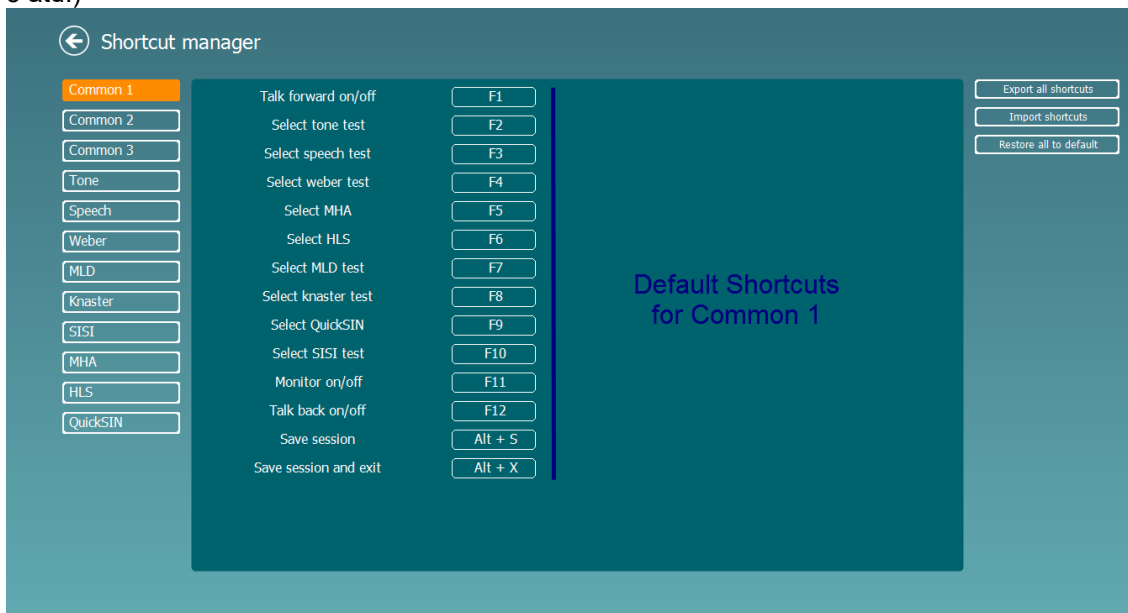 Shortcut manager
Common 1
Common 2
Common 3
Tone
Speech
Weber
MLD
Knaster
SISI
MHA
HLS
QuickSIN
Talk forward on/off F1
Select tone test F2
Select speech test F3
Select weber test F4
Select MHA F5
Select HLS F6
Select MLD test F7
Select knaster test F8
Select QuickSIN F9
Select SISI test F10
Monitor on/off F11
Talk back on/off F12
Save session Alt + S
Save session and exit Alt + X
Default Shortcuts
for Common 1
Export all shortcuts
Import shortcuts
Restore all to default